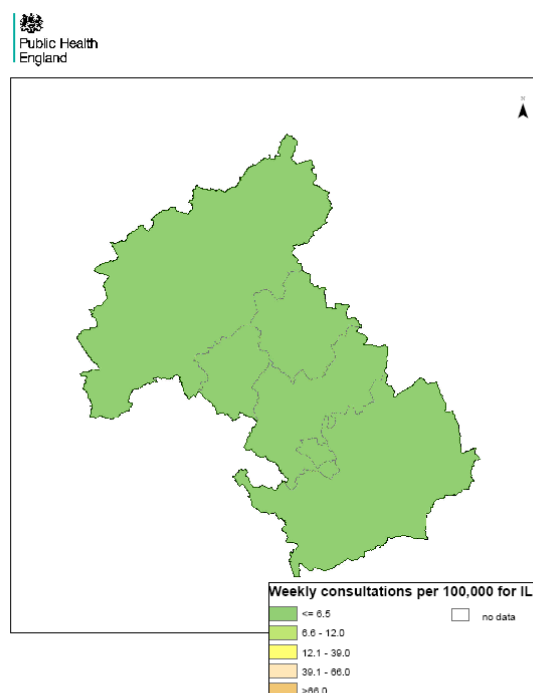 Public Health
England
N
Weekly consultations per 100,000 for IL
<= 6.5
no data
6.6 - 12.0
12.1 - 39.0
39.1 - 66.0
>66.0